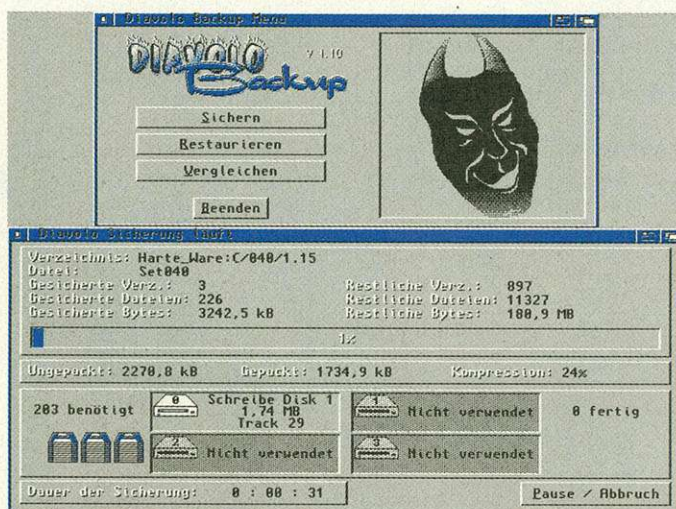 Diavolo Backup Menu
DIAVOLO
Backup
V 1.10
Sichern
Restaurieren
Vergleichen
Beenden
Diavolo Sicherung läuft
Verzeichnis: Harte_Ware:C/040/1.15
Datei: Set040
Gesicherte Verz.: 3 Restliche Verz.: 897
Gesicherte Dateien: 226 Restliche Dateien: 11327
Gesicherte Bytes: 3242,5 kB Restliche Bytes: 180,9 MB
1%
Ungepackt: 2270,8 kB Gepackt: 1734,9 kB Kompression: 24%
203 benötigt
0
Schreibe Disk 1
1,74 MB
Track 29
1
Nicht verwendet
0 fertig
2
Nicht verwendet
3
Nicht verwendet
Dauer der Sicherung: 0 : 00 : 31
Pause / Abbruch